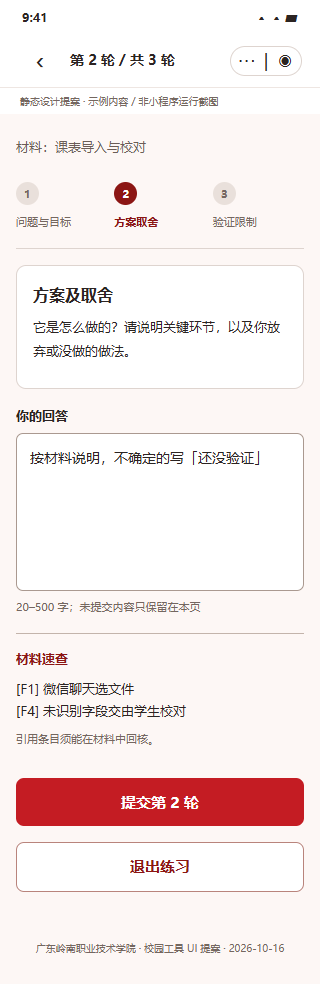 9:41
第 2 轮 / 共 3 轮
静态设计提案 · 示例内容 / 非小程序运行截图
材料：课表导入与校对
1
2
3
问题与目标
方案取舍
验证限制
方案及取舍
它是怎么做的？请说明关键环节，以及你放
弃或没做的做法。
你的回答
按材料说明，不确定的写「还没验证」
20–500 字；未提交内容只保留在本页
材料速查
[F1] 微信聊天选文件
[F4] 未识别字段交由学生校对
引用条目须能在材料中回核。
提交第 2 轮
退出练习
广东岭南职业技术学院 · 校园工具 UI 提案 · 2026-10-16